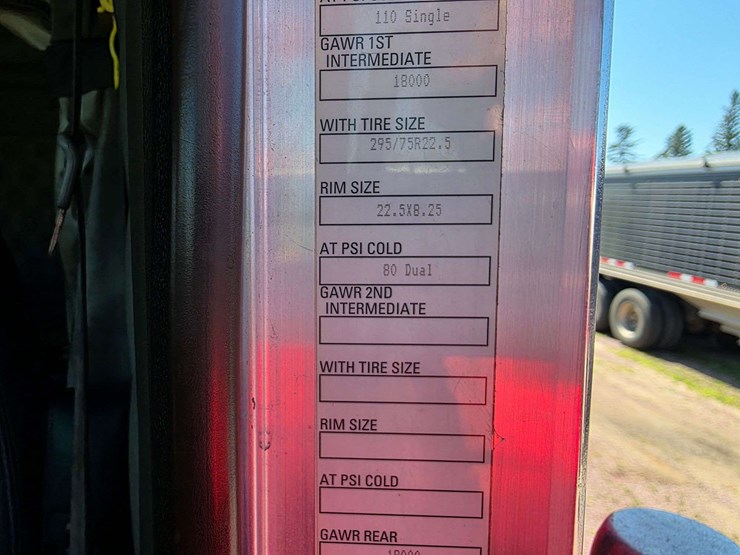 110 Single
GAWR 1ST
INTERMEDIATE
18000
WITH TIRE SIZE
295/75R22.5
RIM SIZE
22.5X8.25
AT PSI COLD
80 Dual
GAWR 2ND
INTERMEDIATE
WITH TIRE SIZE
RIM SIZE
AT PSI COLD
GAWR REAR